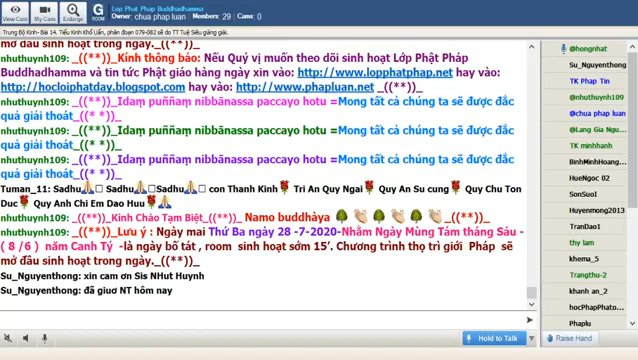 Lop Phat Phap Buddhadhamma
Owner: chua phap luan Members: 29 Cams: 0
View Cam
My Cam
Enlarge
G
ROOM
Trung Bộ Kinh- Bài 14. Tiểu Kinh Khổ Uẩn, phân đoạn 079-082 sẽ do TT Tuệ Siêu giảng giải.
mở đầu sinh hoạt trong ngày._((**)_
nhuthuynh109: _((**)_Kính thông báo: Nếu Quý vị muốn theo dõi sinh hoạt Lớp Phật Pháp
Buddhadhamma và tin tức Phật giáo hàng ngày xin vào: http://www.lopphatphap.net hay vào:
http://hocloiphatday.blogspot.com hay vào: http://www.phapluan.net _((**)_
nhuthuynh109: _((**)_Idaṃ puññaṃ nibbānassa paccayo hotu =Mong tất cả chúng ta sẽ được đắc
quả giải thoát_((* *)_
nhuthuynh109: _((**)_Idaṃ puññaṃ nibbānassa paccayo hotu =Mong tất cả chúng ta sẽ được đắc
quả giải thoát_((* *)_
nhuthuynh109: _((**)_Idaṃ puññaṃ nibbānassa paccayo hotu =Mong tất cả chúng ta sẽ được đắc
quả giải thoát_((* *)_
Tuman_11: Sadhu🙏□ Sadhu🙏□Sadhu🙏□ con Thanh Kinh🌹 Tri An Quy Ngai🌹 Quy An Su cung🌹 Quy Chu Ton
Duc🌹Quy Anh Chi Em Dao Huu🌹🙏
nhuthuynh109: _((**)_Kính Chào Tạm Biệt_((**)_ Namo buddhàya 🌳👏🌳👏🌳👏 _((**)_
nhuthuynh109: _((**)_Lưu ý : Ngày mai Thứ Ba ngày 28 -7-2020-Nhằm Ngày Mùng Tám tháng Sáu -
( 8 /6 ) năm Canh Tý -là ngày bố tát , room sinh hoạt sớm 15'. Chương trình thọ trì giới Pháp sẽ
mở đầu sinh hoạt trong ngày._((**)_
Su_Nguyenthong: xin cam ơn Sis NHut Huynh
Su_Nguyenthong: đã giuơ NT hôm nay
@hongnhat
Su_Nguyenthong
TK Phap Tin
@nhuthuynh109
@chua phap luan
@Lang Gia Ngu
TK minhhanh
BinhMinhHoang
HueNgoc 02
SonSuoI
Huyenmong2013
TranDao1
thy lam
khema_5
Trangthu-2
khanh an_2
hocPhapPhato
Phaplu
Hold to Talk
Raise Hand